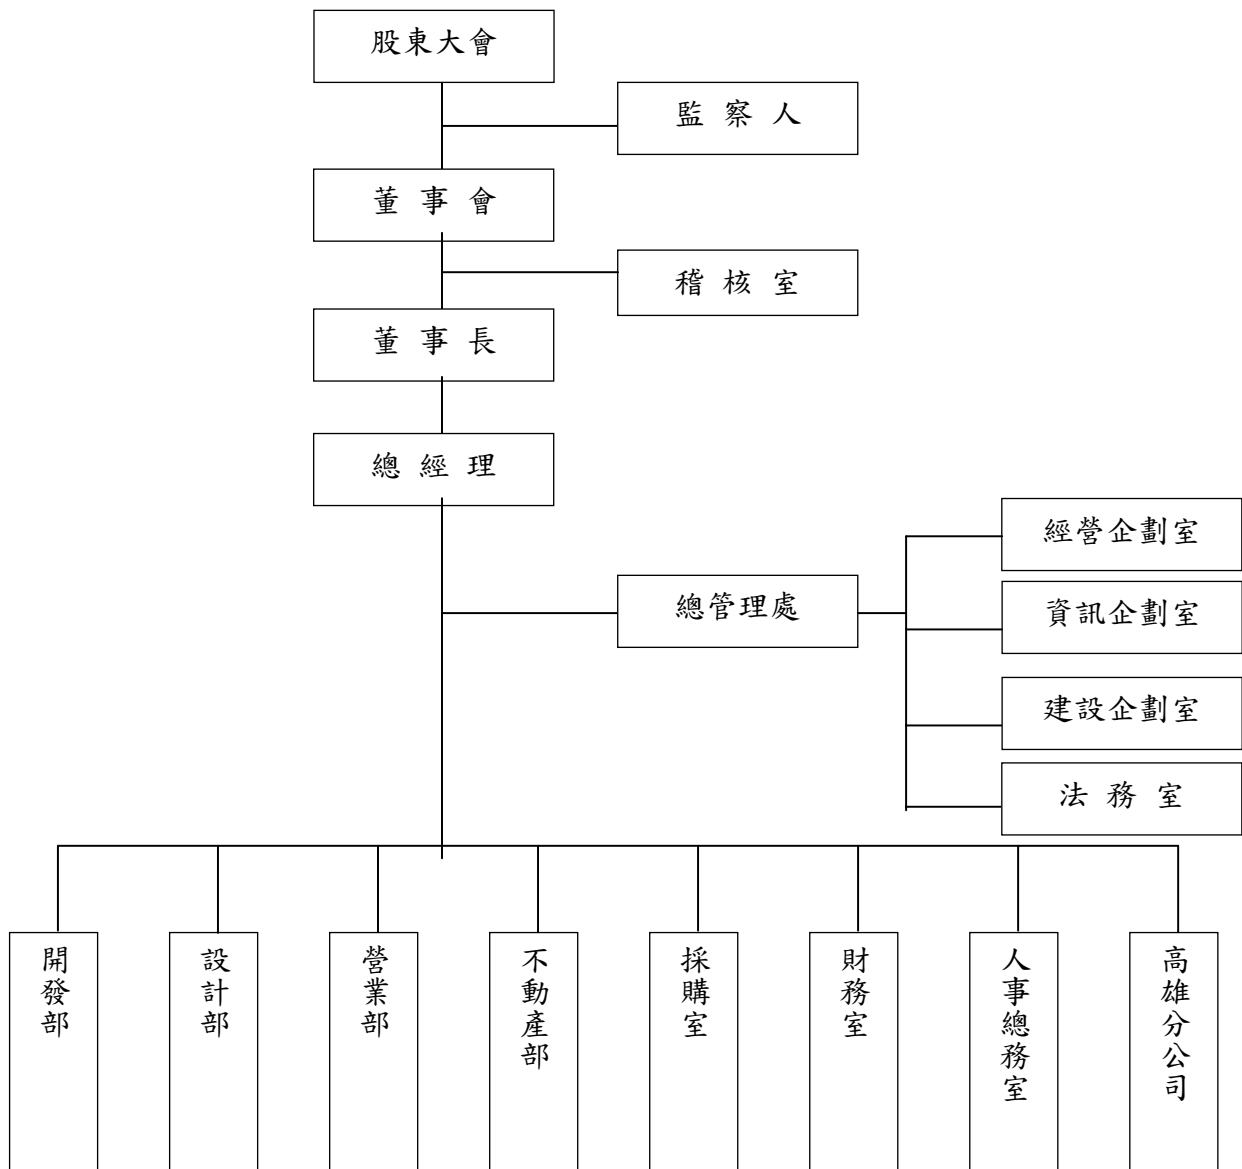 股東大會
監 察 人
董 事 會
稽 核 室
董 事 長
總 經 理
經營企劃室
總管理處
資訊企劃室
建設企劃室
法 務 室
開發部
設計部
營業部
不動產部
採購室
財務室
人事總務室
高雄分公司